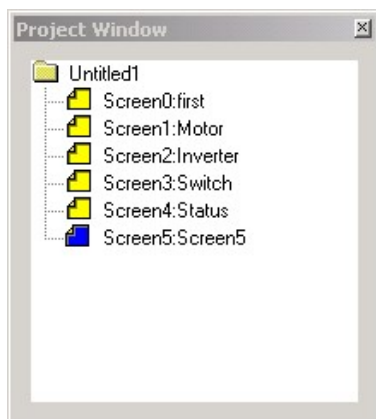 Project Window
Untitled1
Screen0:first
Screen1:Motor
Screen2:Inverter
Screen3:Switch
Screen4:Status
Screen5:Screen5